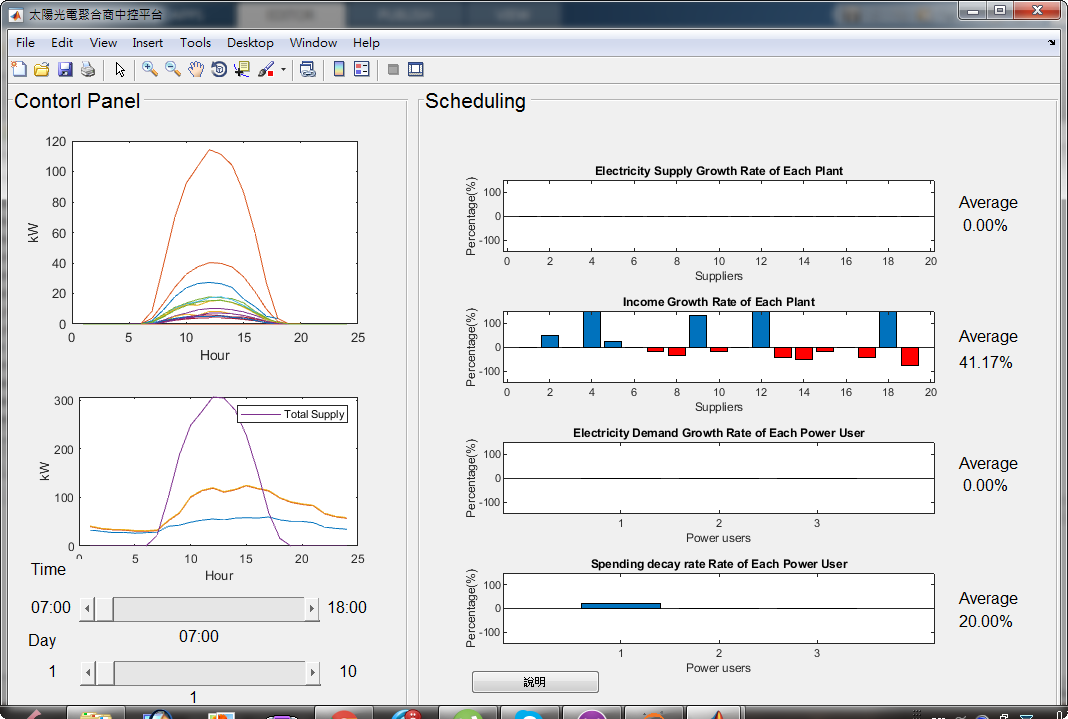 太陽光電聚合商中控平台
File Edit View Insert Tools Desktop Window Help
Contorl Panel
120
100
80
60
40
20
0
kW
0 5 10 15 20 25
Hour
300
200
100
0
kW
Total Supply
0 5 10 15 20 25
Hour
Time
07:00 18:00
07:00
Day
1 10
1
Scheduling
Electricity Supply Growth Rate of Each Plant
Percentage(%)
100
0
-100
0 2 4 6 8 10 12 14 16 18 20
Suppliers
Average
0.00%
Income Growth Rate of Each Plant
Percentage(%)
100
0
-100
0 2 4 6 8 10 12 14 16 18 20
Suppliers
Average
41.17%
Electricity Demand Growth Rate of Each Power User
Percentage(%)
100
0
-100
1 2 3
Power users
Average
0.00%
Spending decay rate Rate of Each Power User
Percentage(%)
100
0
-100
1 2 3
Power users
Average
20.00%
說明